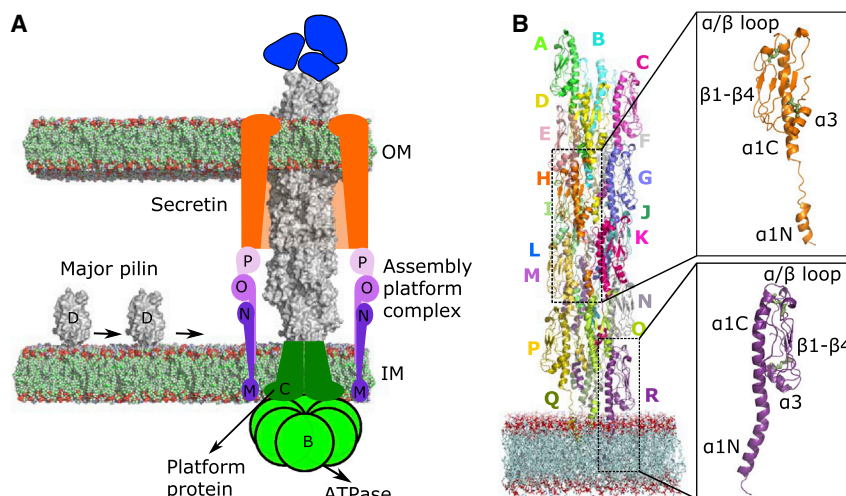 A
OM
Secretin
P
P
Major pilin
Assembly
platform
complex
O
O
N
N
D
D
IM
M
M
C
B
Platform
protein
ATPase
B
A
B
C
D
E
F
H
G
I
J
K
L
M
N
O
P
Q
R
α/β loop
β1-β4
α3
α1C
α1N
α/β loop
α1C
β1-β4
α3
α1N